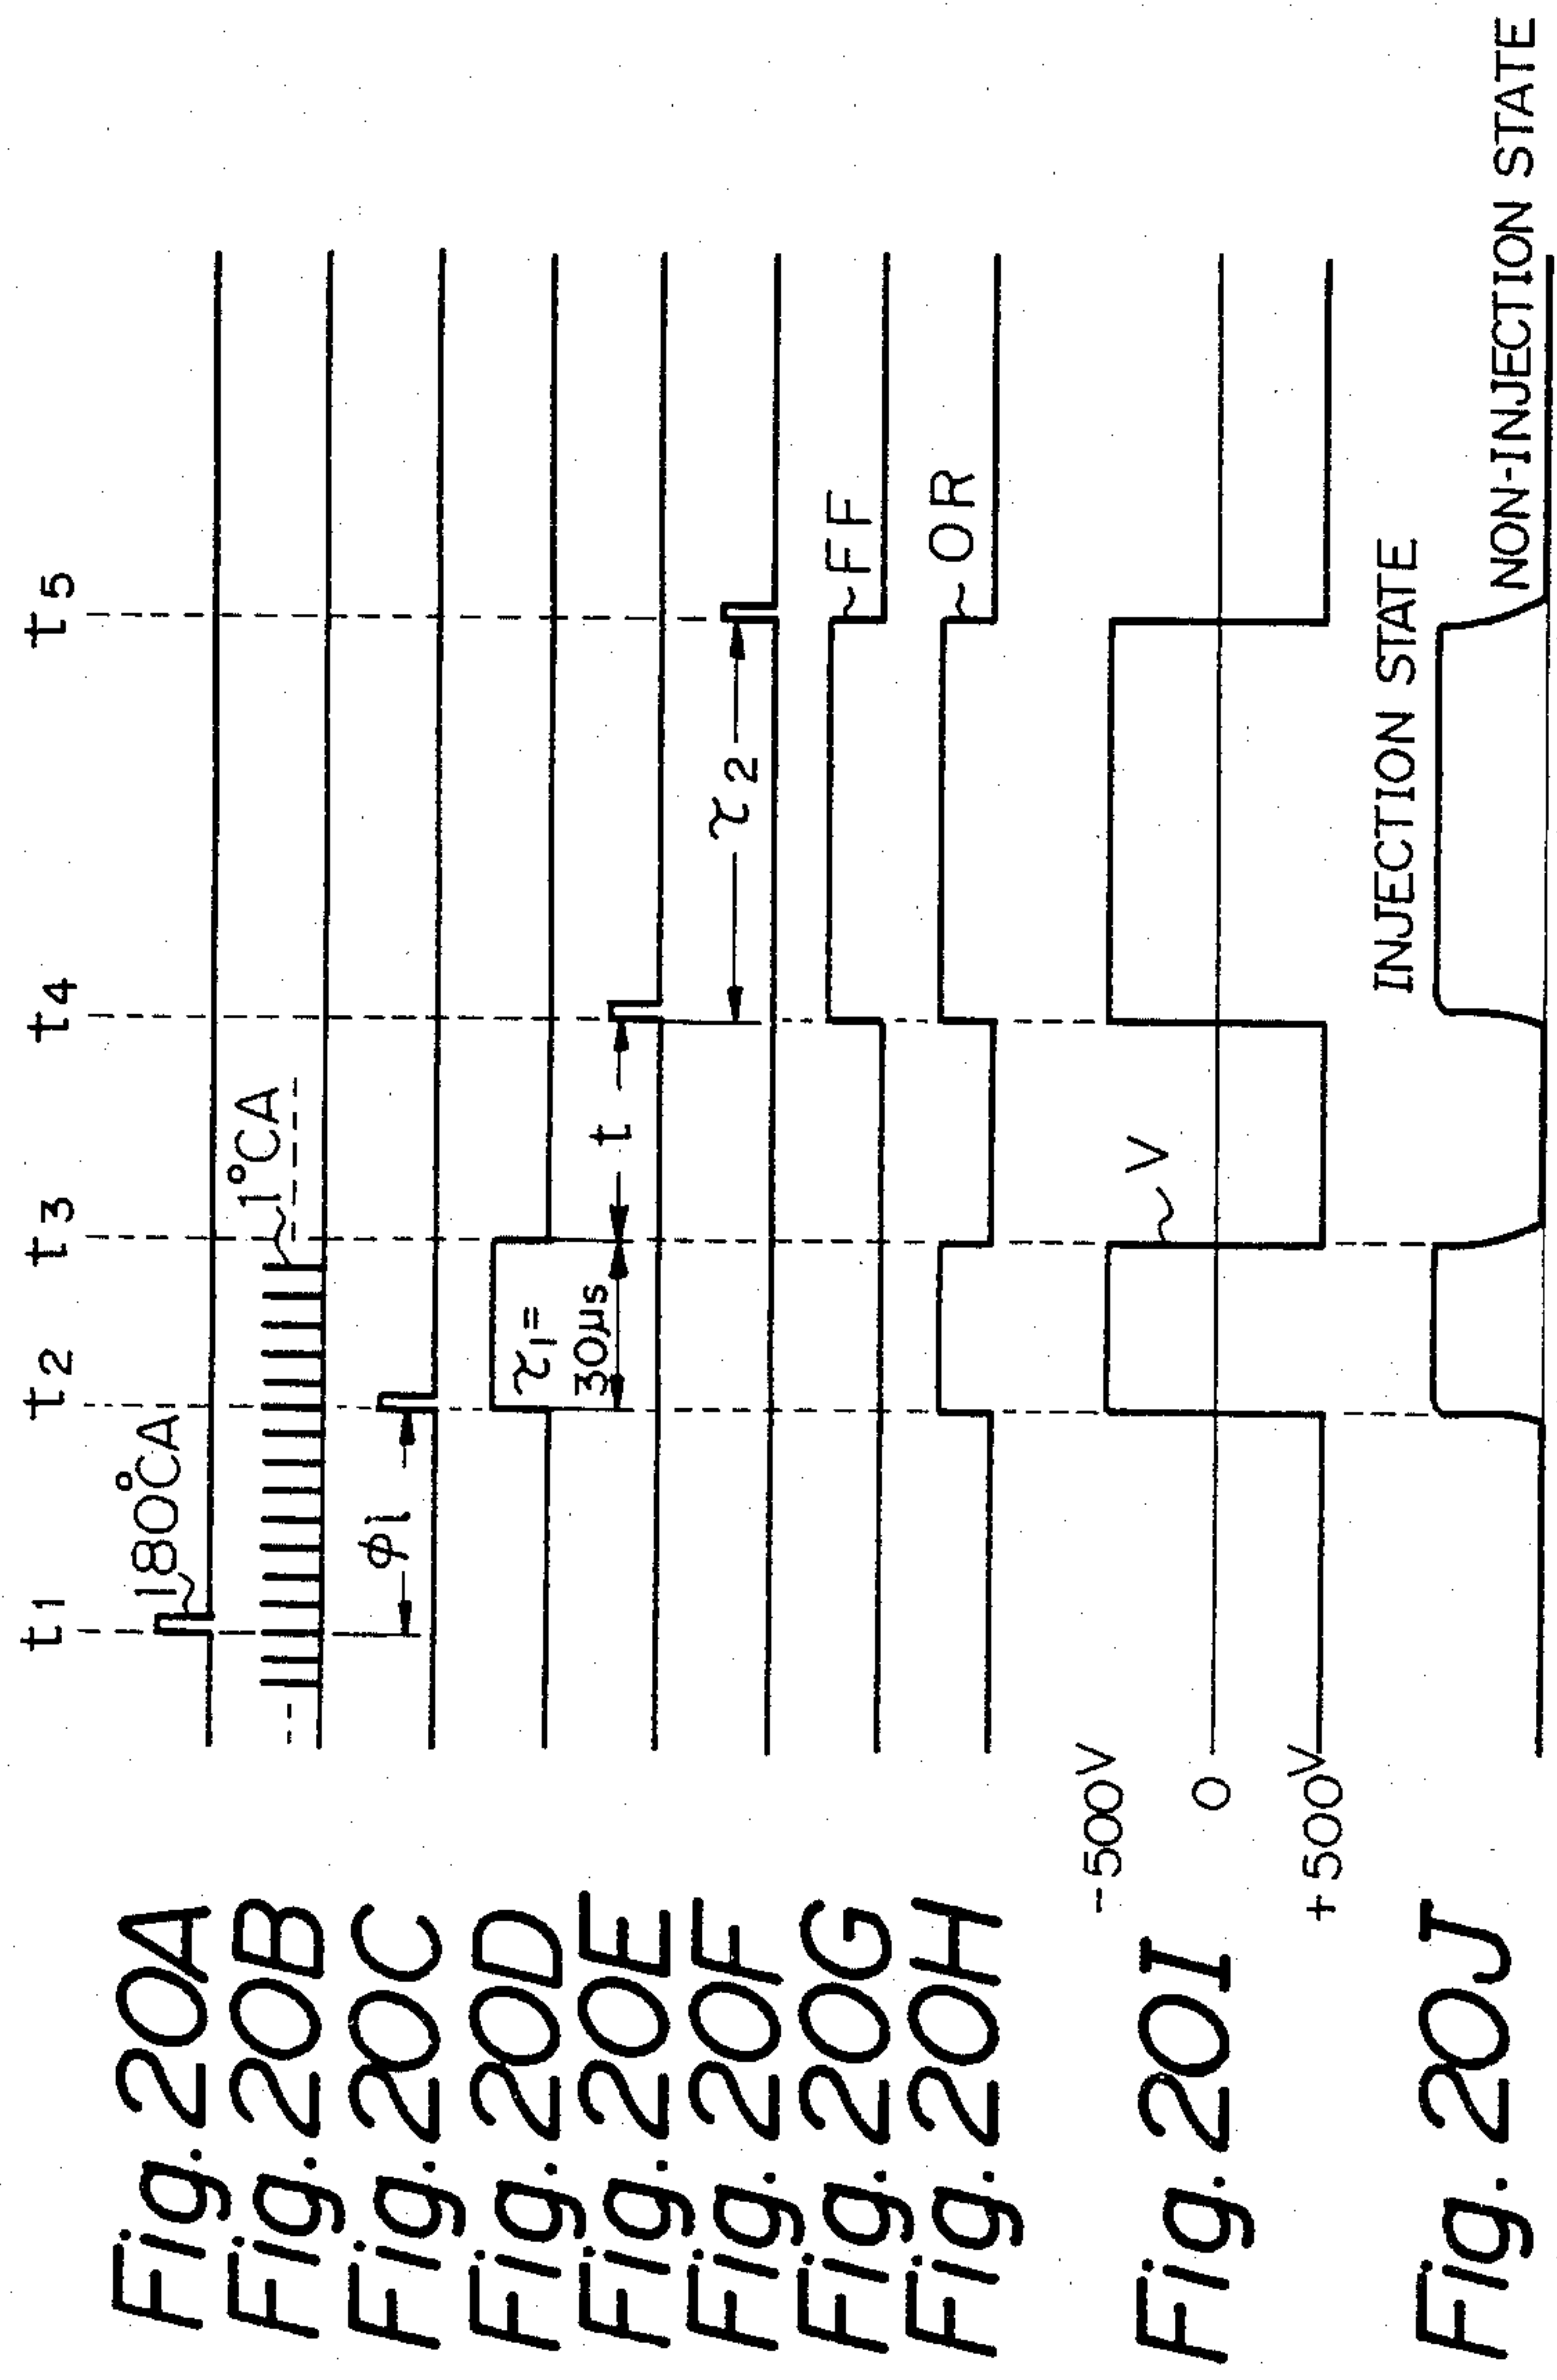 t1 t2 t3 t4 t5
Fig. 20A
180°CA
Fig. 20B
1°CA
Fig. 20C
φi
Fig. 20D
τ1=
30μs
Fig. 20E
t
Fig. 20F
τ2
Fig. 20G
FF
Fig. 20H
OR
-500V
Fig. 20I
0
V
+500V
INJECTION STATE
Fig. 20J
NON-INJECTION STATE